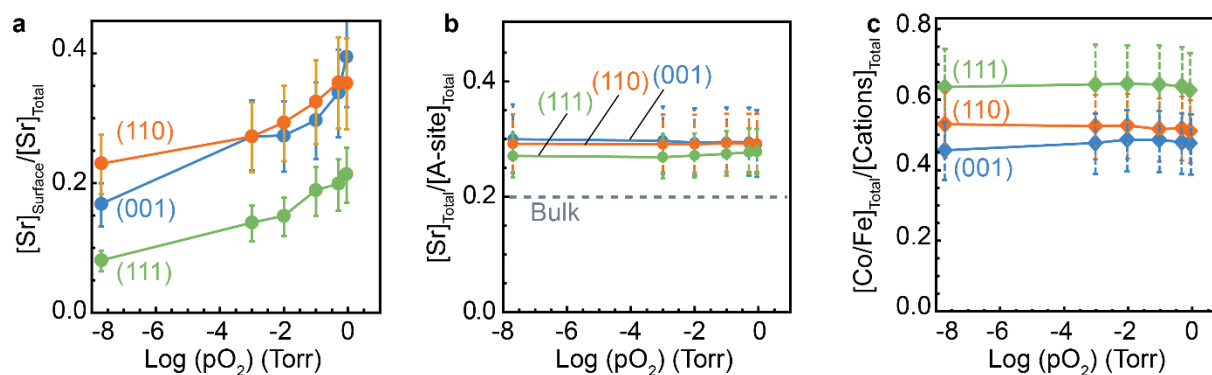 a
[Sr]Surface/[Sr]Total
0.4
0.2
0.0
(110)
(001)
(111)
-8 -6 -4 -2 0
Log (pO2) (Torr)
b
[Sr]Total/[A-site]Total
0.4
0.2
0.0
(111) (110) (001)
Bulk
-8 -6 -4 -2 0
Log (pO2) (Torr)
c
[Co/Fe]Total/[Cations]Total
0.8
0.6
0.4
0.2
0.0
(111)
(110)
(001)
-8 -6 -4 -2 0
Log (pO2) (Torr)